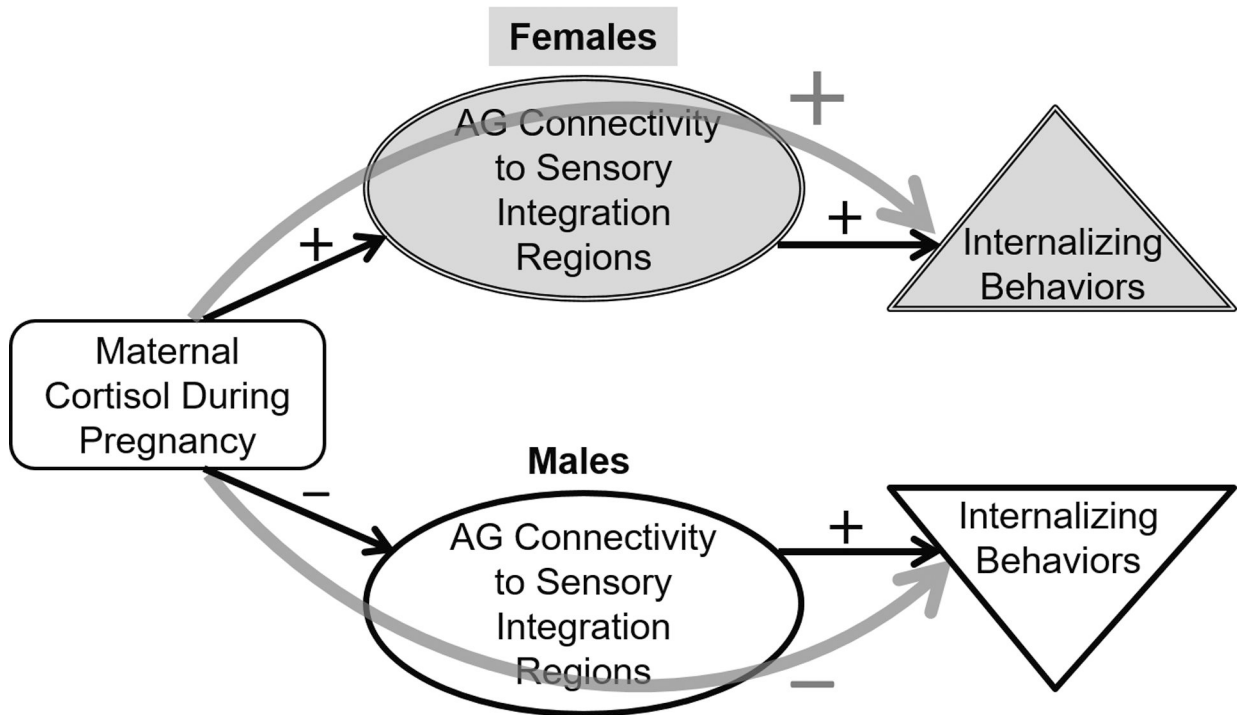 Females
+
AG Connectivity
to Sensory
Integration
Regions
+
+
Internalizing
Behaviors
Maternal
Cortisol During
Pregnancy
Males
−
AG Connectivity
to Sensory
Integration
Regions
+
−
Internalizing
Behaviors